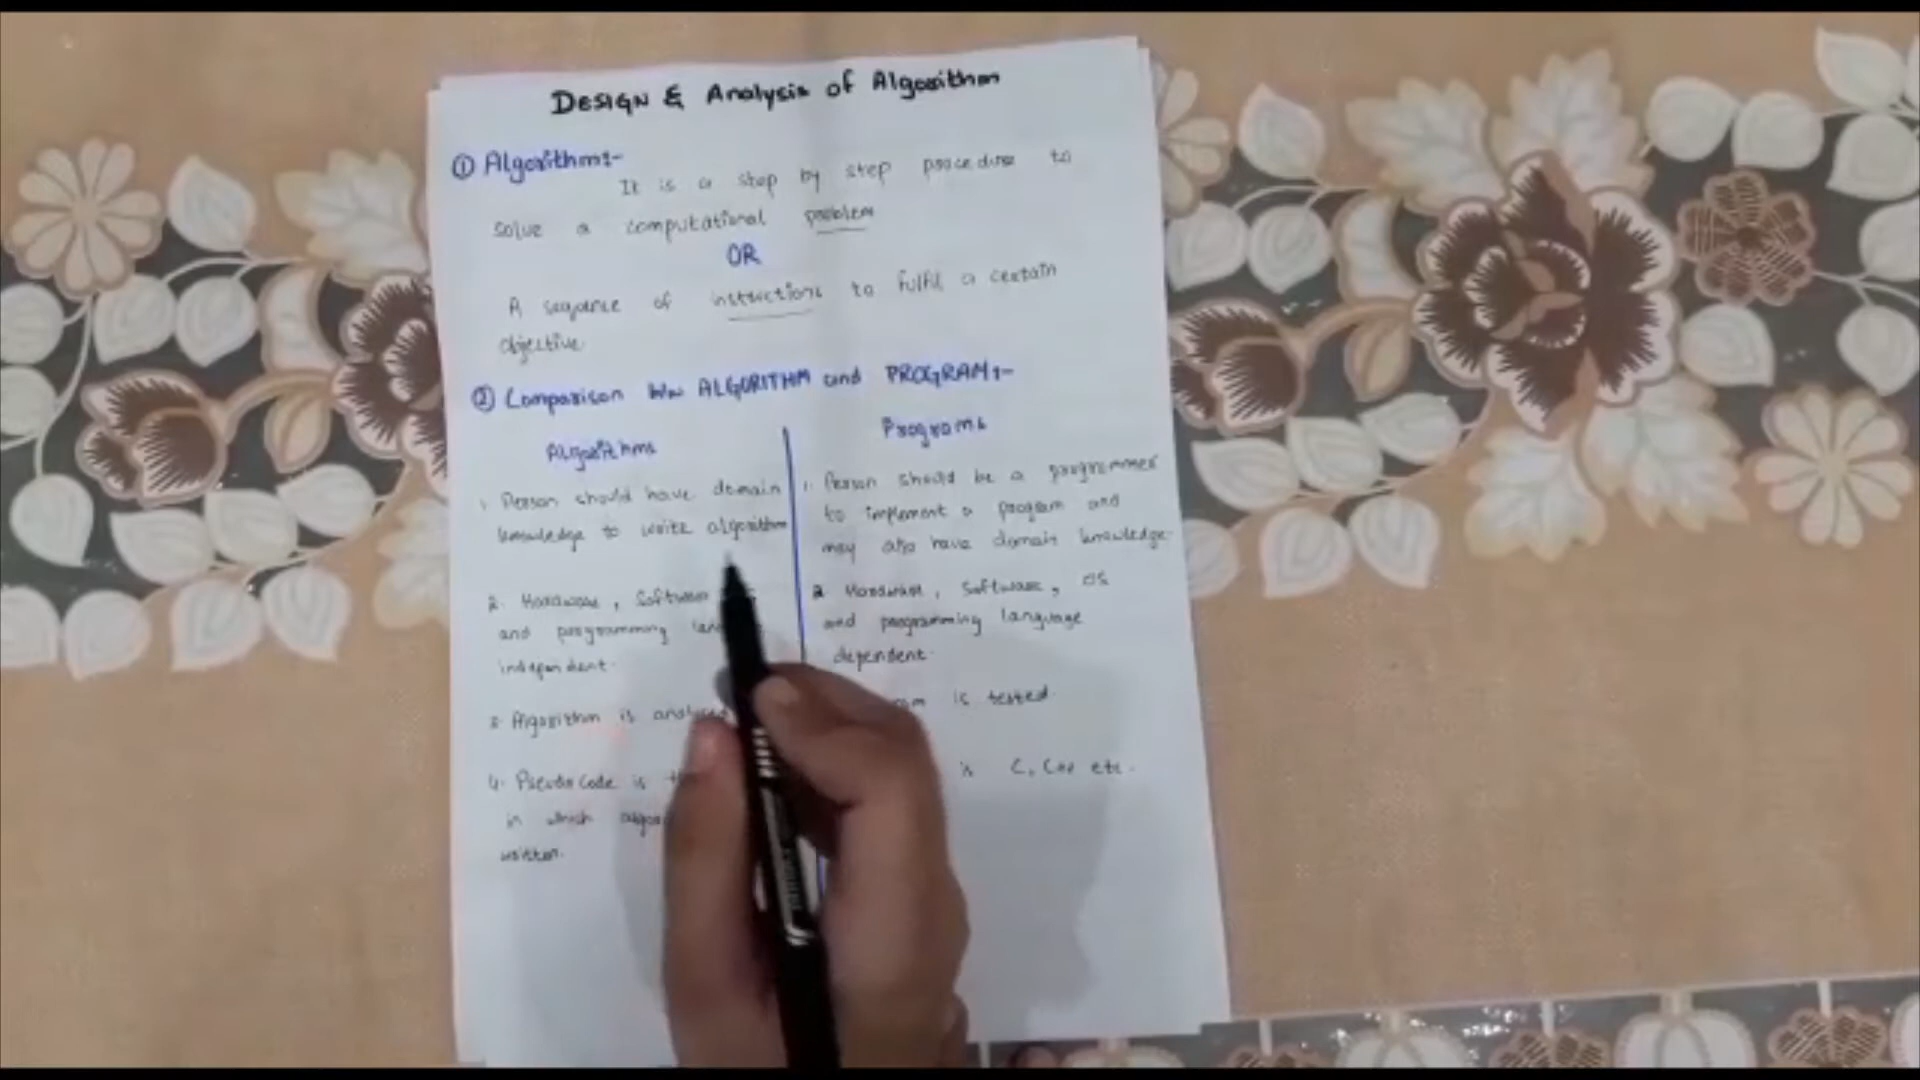 DESIGN & Analysis of Algorithm
① Algorithms:-
It is a step by step procedure to
solve a computational problem
OR
A sequence of instructions to fulfil a certain
objective.
② Comparison b/w ALGORITHM and PROGRAM:-
Algorithms
1. Person should have domain
knowledge to write algorithm
2. Hardware, Software
and programming
independent.
3. Algorithm is
4. Pseudo Code is
in which
written.
Programs
1. Person should be a programmer
to implement a program and
may also have domain knowledge.
2. Hardware, Software, OS
and programming language
dependent.
is tested.
C, C++ etc.